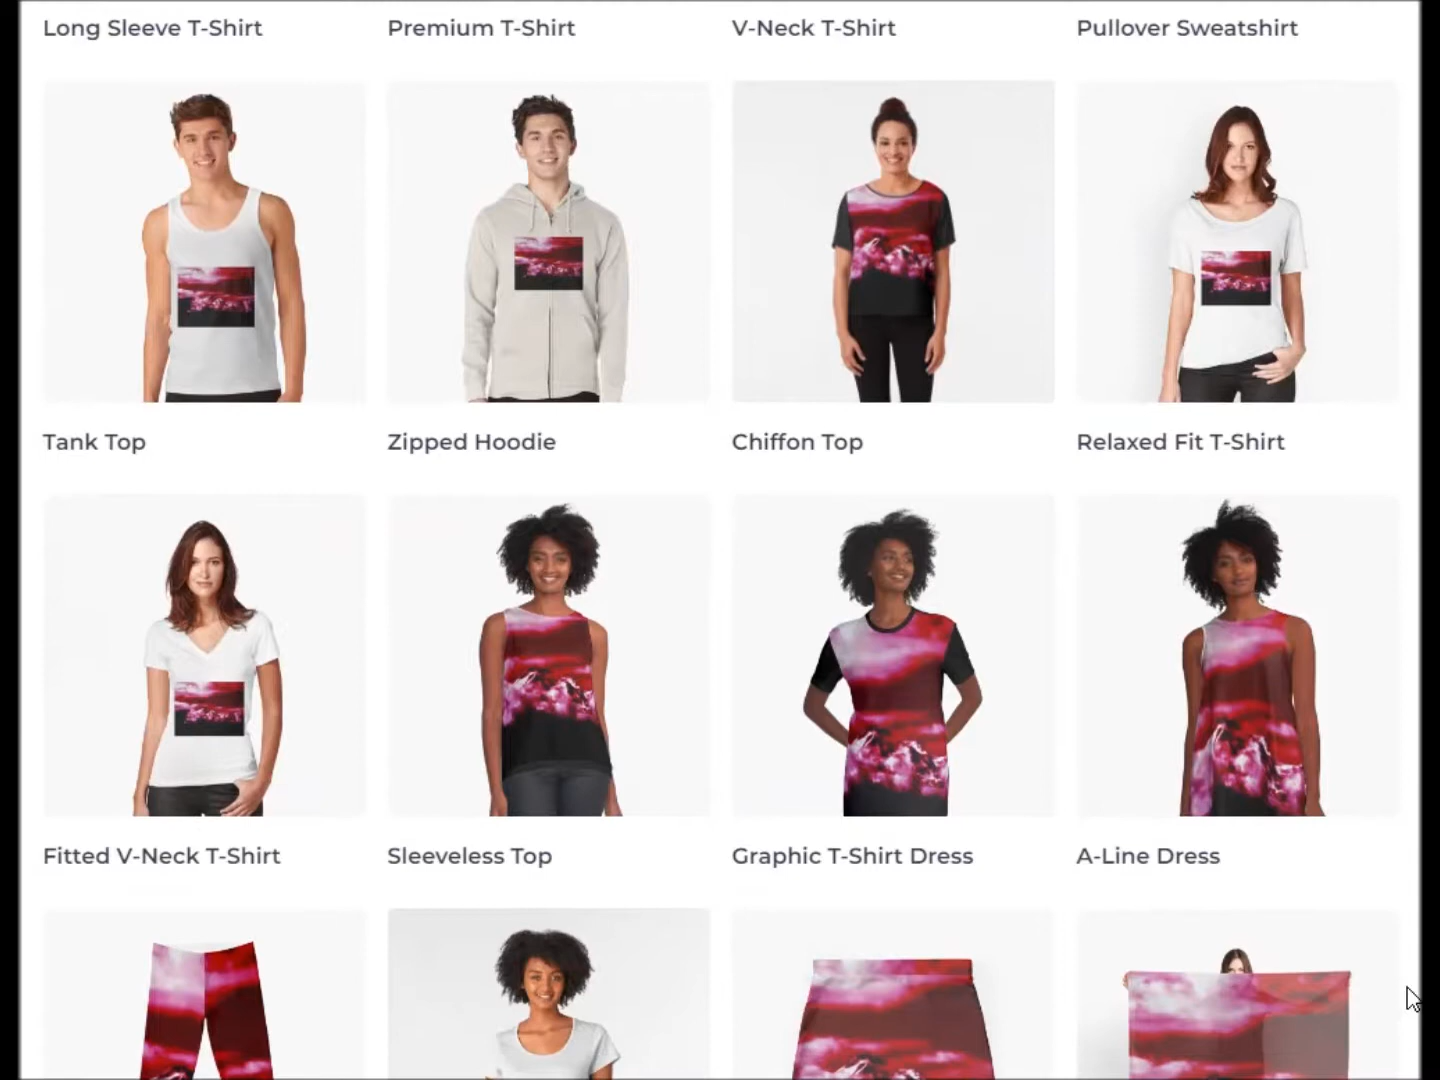 Long Sleeve T-Shirt
Premium T-Shirt
V-Neck T-Shirt
Pullover Sweatshirt
Tank Top
Zipped Hoodie
Chiffon Top
Relaxed Fit T-Shirt
Fitted V-Neck T-Shirt
Sleeveless Top
Graphic T-Shirt Dress
A-Line Dress